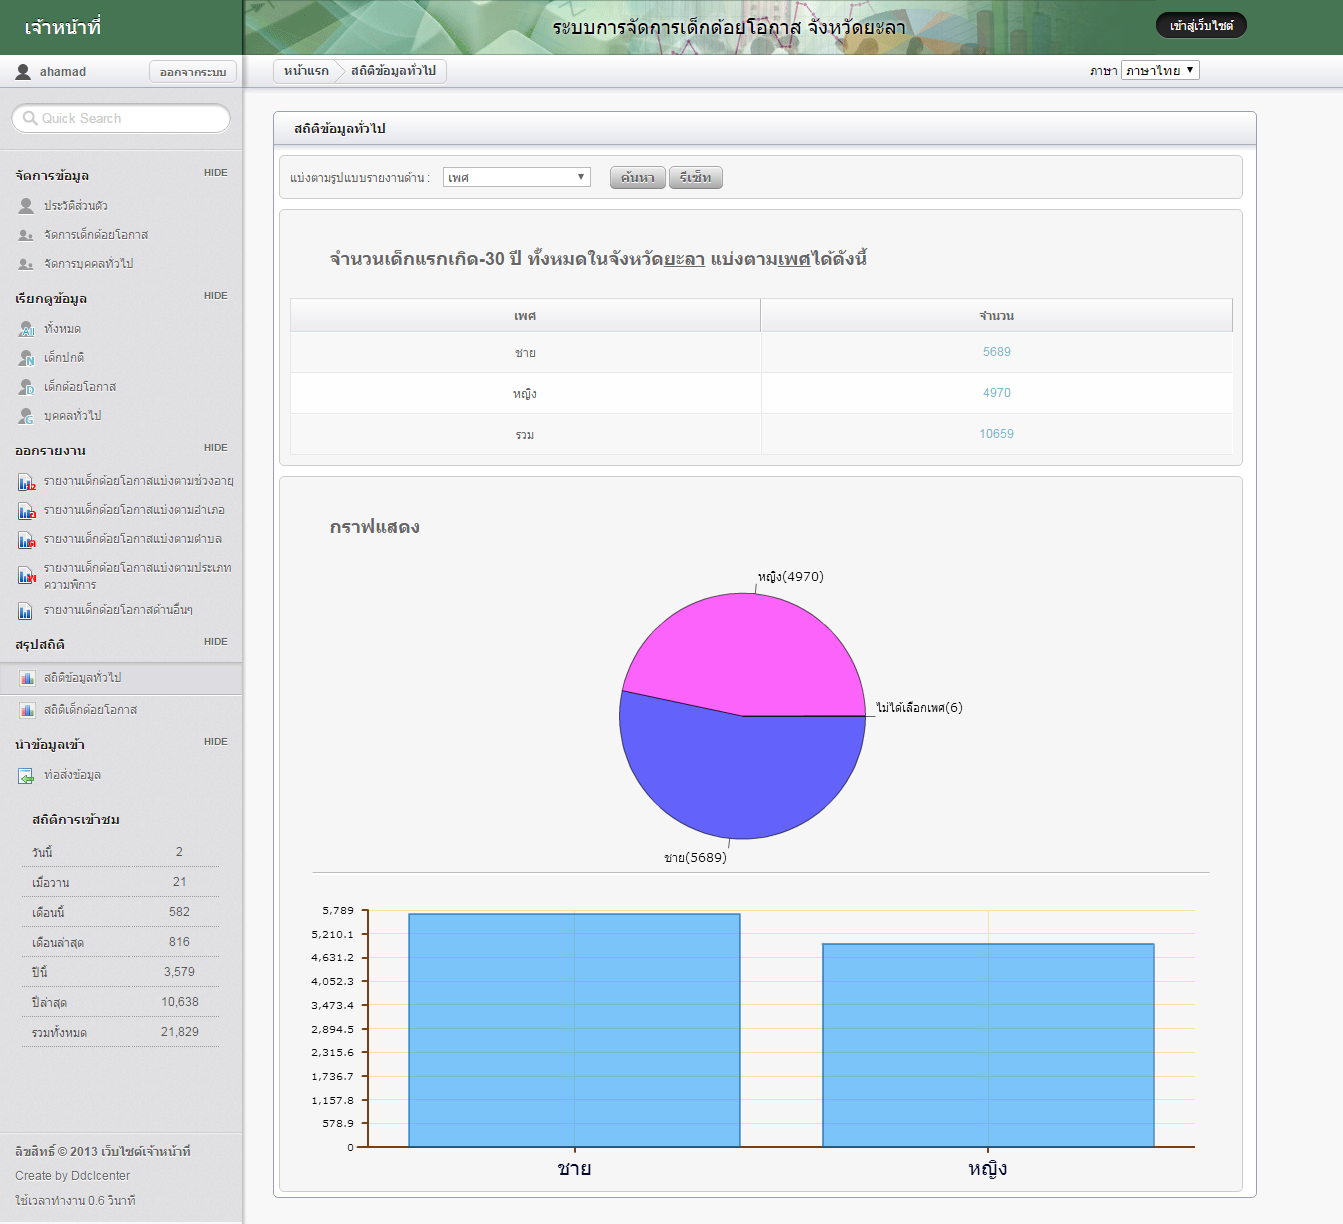 เจ้าหน้าที่
ระบบการจัดการเด็กด้อยโอกาส จังหวัดยะลา
เข้าสู่เว็บไซต์
ahamad
ออกจากระบบ
หน้าแรก
สถิติข้อมูลทั่วไป
ภาษา ภาษาไทย
Quick Search
จัดการข้อมูล HIDE
ประวัติส่วนตัว
จัดการเด็กด้อยโอกาส
จัดการบุคคลทั่วไป
เรียกดูข้อมูล HIDE
ทั้งหมด
เด็กปกติ
เด็กด้อยโอกาส
บุคคลทั่วไป
ออกรายงาน HIDE
รายงานเด็กด้อยโอกาสแบ่งตามช่วงอายุ
รายงานเด็กด้อยโอกาสแบ่งตามอำเภอ
รายงานเด็กด้อยโอกาสแบ่งตามตำบล
รายงานเด็กด้อยโอกาสแบ่งตามประเภท
ความพิการ
รายงานเด็กด้อยโอกาสด้านอื่นๆ
สรุปสถิติ HIDE
สถิติข้อมูลทั่วไป
สถิติเด็กด้อยโอกาส
นำข้อมูลเข้า HIDE
ท่อส่งข้อมูล
สถิติการเข้าชม
วันนี้ 2
เมื่อวาน 21
เดือนนี้ 582
เดือนล่าสุด 816
ปีนี้ 3,579
ปีล่าสุด 10,638
รวมทั้งหมด 21,829
ลิขสิทธิ์ © 2013 เว็บไซต์เจ้าหน้าที่
Create by Ddclcenter
ใช้เวลาทำงาน 0.6 วินาที
สถิติข้อมูลทั่วไป
แบ่งตามรูปแบบรายงานด้าน : เพศ ค้นหา รีเซ็ท
จำนวนเด็กแรกเกิด-30 ปี ทั้งหมดในจังหวัดยะลา แบ่งตามเพศได้ดังนี้
เพศ จำนวน
ชาย 5689
หญิง 4970
รวม 10659
กราฟแสดง
หญิง(4970)
ไม่ได้เลือกเพศ(6)
ชาย(5689)
5,789
5,210.1
4,631.2
4,052.3
3,473.4
2,894.5
2,315.6
1,736.7
1,157.8
578.9
0
ชาย หญิง